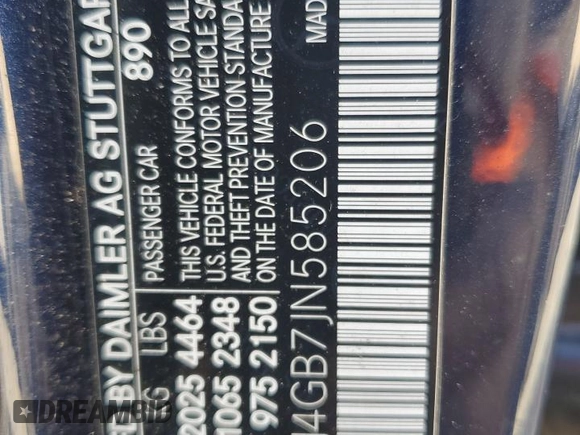 BY DAIMLER AG STUTTGAR
890
PASSENGER CAR
LBS
2025 4464
1065 2348
975 2150
THIS VEHICLE CONFORMS TO ALL
U.S. FEDERAL MOTOR VEHICLE SA
AND THEFT PREVENTION STANDA
ON THE DATE OF MANUFACTURE
4GB7JN585206
MAD
DREAMBID